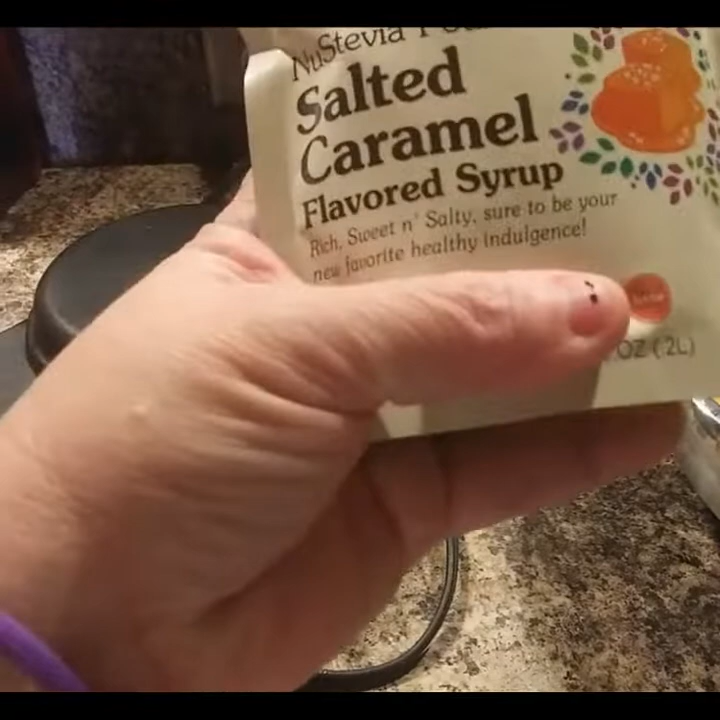 NuStevia
Salted
Caramel
Flavored Syrup
Rich, Sweet n' Salty, sure to be your
new favorite healthy indulgence!
OZ (.2L)